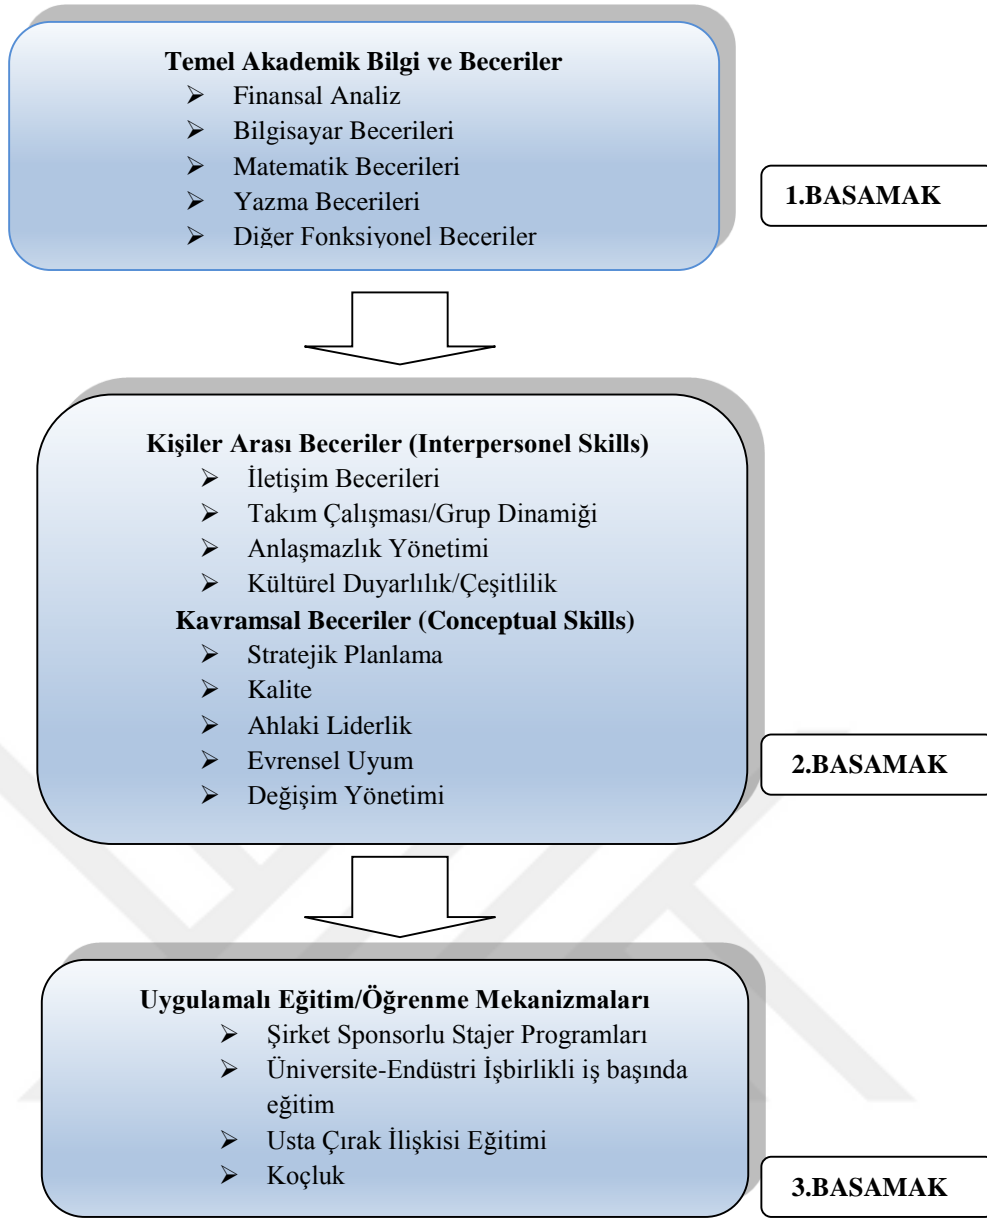 Temel Akademik Bilgi ve Beceriler
➢ Finansal Analiz
➢ Bilgisayar Becerileri
➢ Matematik Becerileri
➢ Yazma Becerileri
➢ Diğer Fonksiyonel Beceriler
1.BASAMAK
Kişiler Arası Beceriler (Interpersonel Skills)
➢ İletişim Becerileri
➢ Takım Çalışması/Grup Dinamiği
➢ Anlaşmazlık Yönetimi
➢ Kültürel Duyarlılık/Çeşitlilik
Kavramsal Beceriler (Conceptual Skills)
➢ Stratejik Planlama
➢ Kalite
➢ Ahlaki Liderlik
➢ Evrensel Uyum
➢ Değişim Yönetimi
2.BASAMAK
Uygulamalı Eğitim/Öğrenme Mekanizmaları
➢ Şirket Sponsorlu Stajer Programları
➢ Üniversite-Endüstri İşbirlikli iş başında
eğitim
➢ Usta Çırak İlişkisi Eğitimi
➢ Koçluk
3.BASAMAK